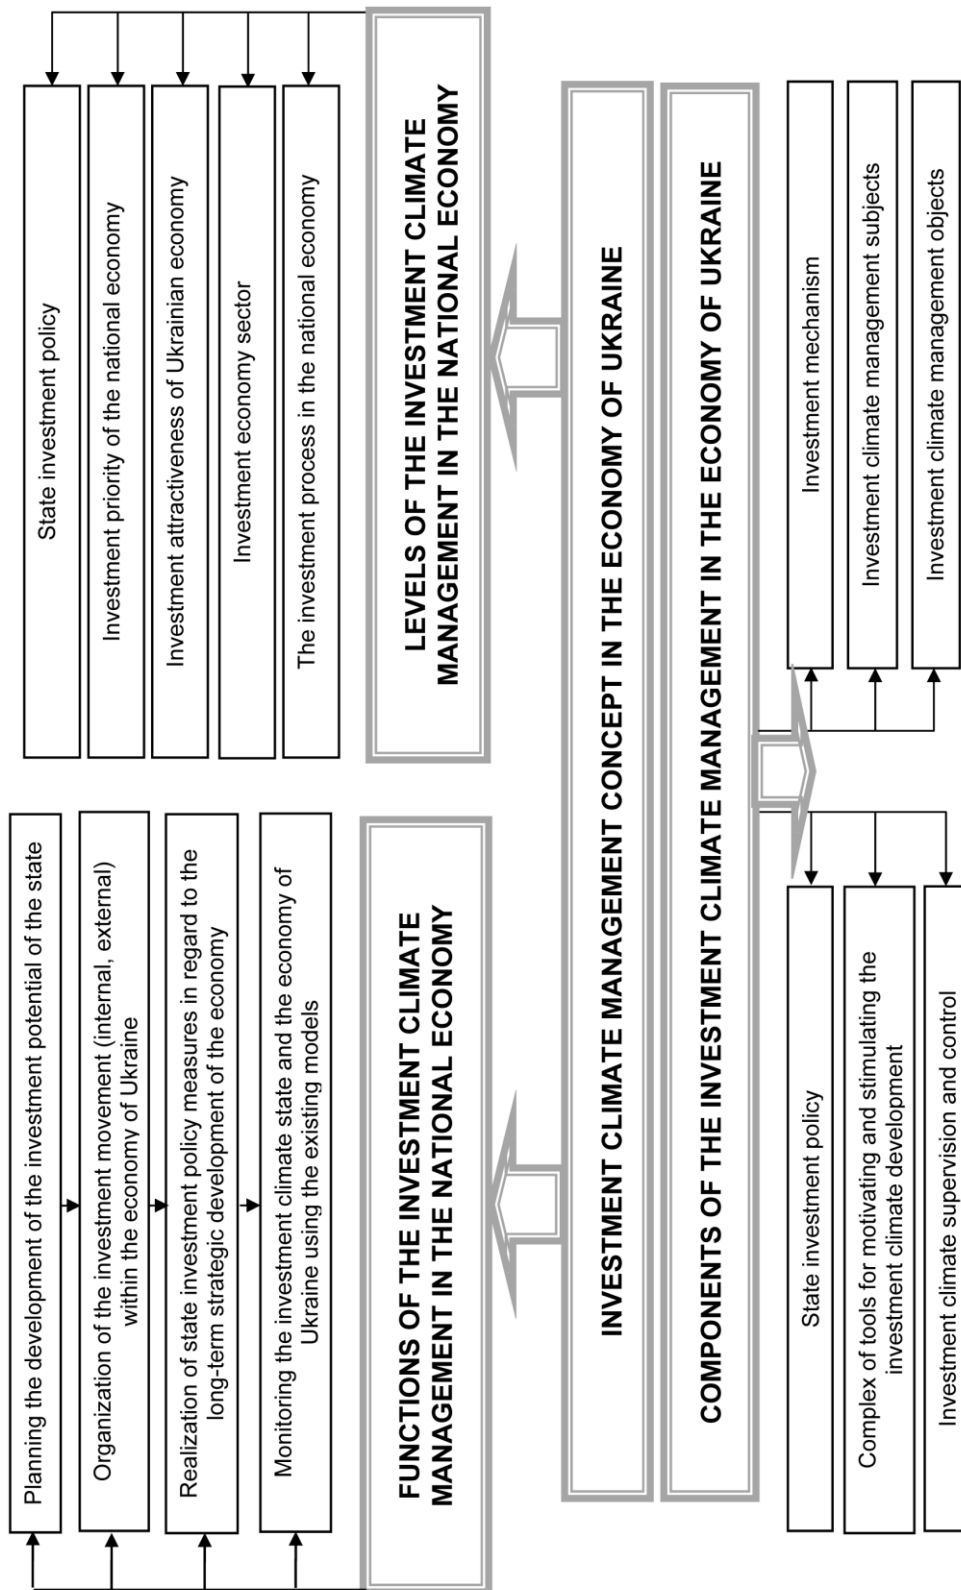 Planning the development of the investment potential of the state
Organization of the investment movement (internal, external)
within the economy of Ukraine
Realization of state investment policy measures in regard to the
long-term strategic development of the economy
Monitoring the investment climate state and the economy of
Ukraine using the existing models
FUNCTIONS OF THE INVESTMENT CLIMATE
MANAGEMENT IN THE NATIONAL ECONOMY
State investment policy
Investment priority of the national economy
Investment attractiveness of Ukrainian economy
Investment economy sector
The investment process in the national economy
LEVELS OF THE INVESTMENT CLIMATE
MANAGEMENT IN THE NATIONAL ECONOMY
INVESTMENT CLIMATE MANAGEMENT CONCEPT IN THE ECONOMY OF UKRAINE
COMPONENTS OF THE INVESTMENT CLIMATE MANAGEMENT IN THE ECONOMY OF UKRAINE
State investment policy
Complex of tools for motivating and stimulating the
investment climate development
Investment climate supervision and control
Investment mechanism
Investment climate management subjects
Investment climate management objects